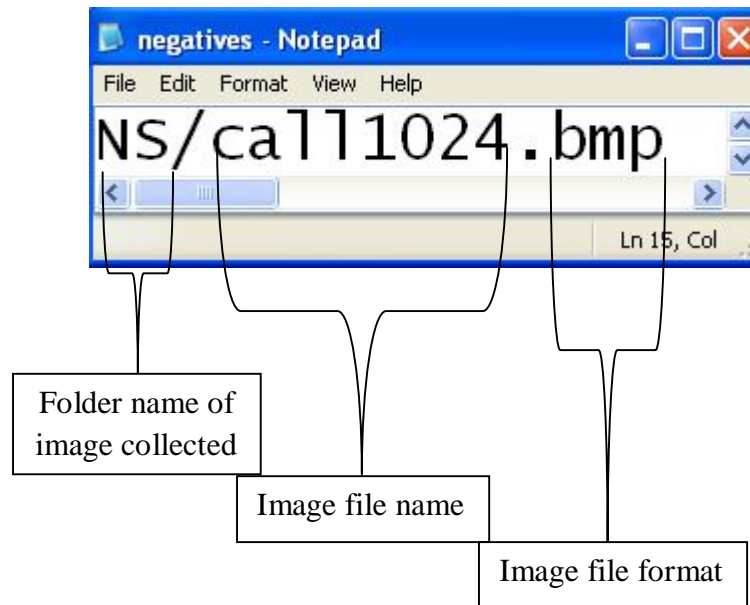 negatives - Notepad
File Edit Format View Help
NS/call1024.bmp
Ln 15, Col
Folder name of
image collected
Image file name
Image file format